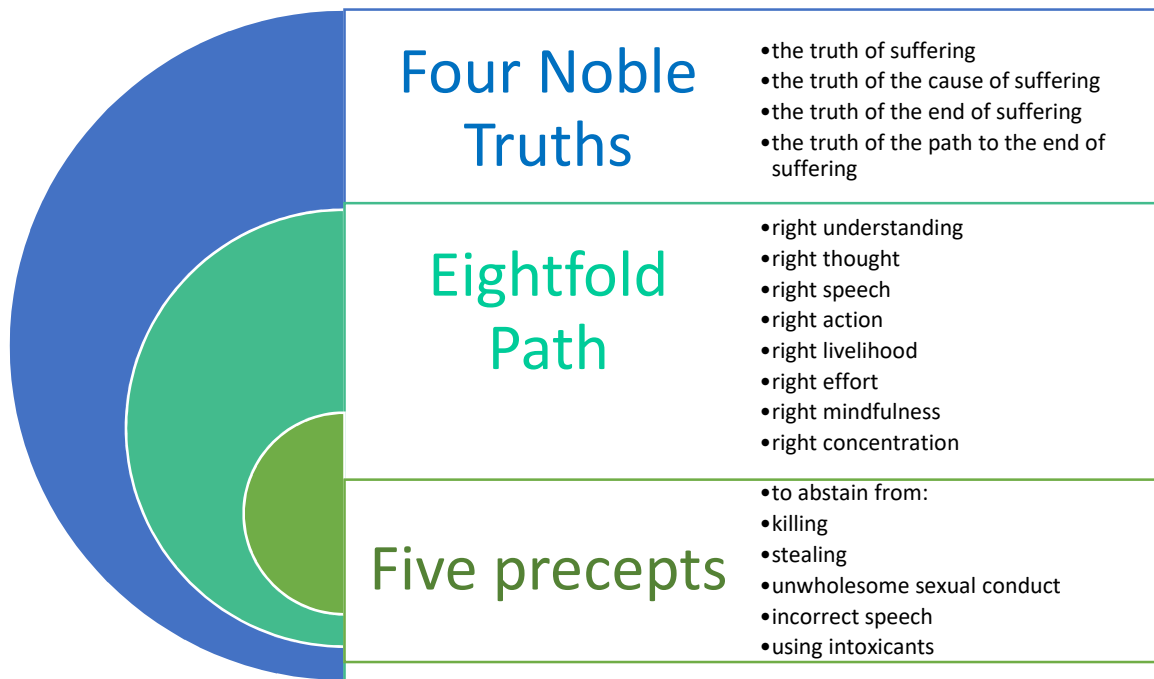 Four Noble
Truths
•the truth of suffering
•the truth of the cause of suffering
•the truth of the end of suffering
•the truth of the path to the end of
suffering
Eightfold
Path
•right understanding
•right thought
•right speech
•right action
•right livelihood
•right effort
•right mindfulness
•right concentration
Five precepts
•to abstain from:
•killing
•stealing
•unwholesome sexual conduct
•incorrect speech
•using intoxicants